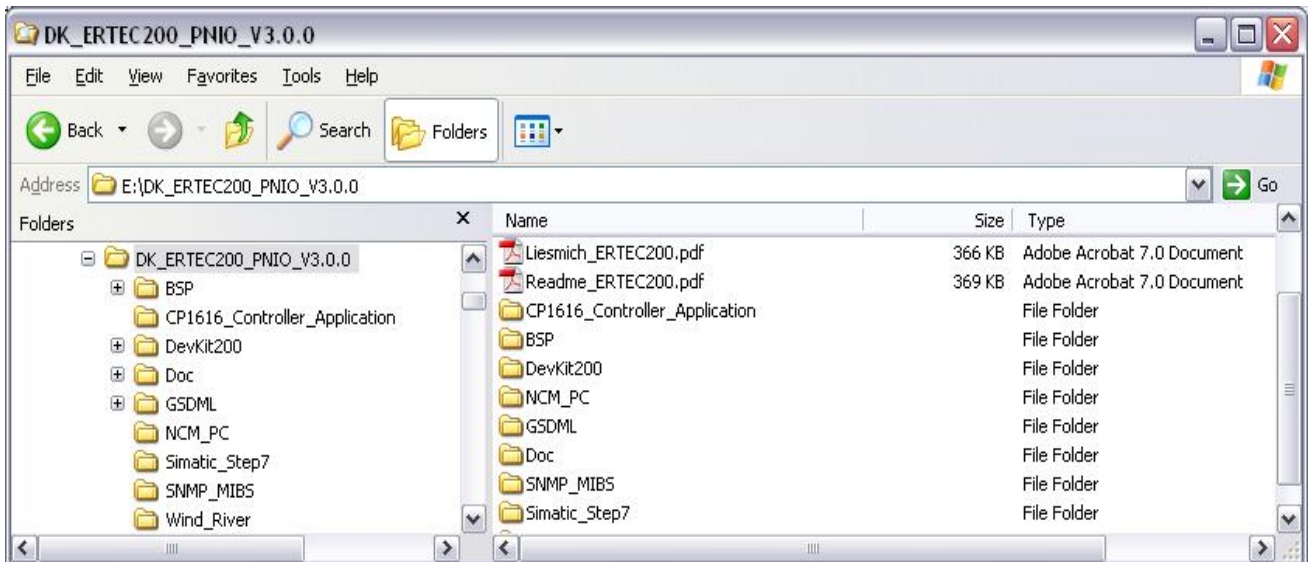 DK_ERTEC200_PNIO_V3.0.0
File Edit View Favorites Tools Help
Back Search Folders
Address E:\DK_ERTEC200_PNIO_V3.0.0 Go
Folders x Name Size Type
DK_ERTEC200_PNIO_V3.0.0
BSP
CP1616_Controller_Application
DevKit200
Doc
GSDML
NCM_PC
Simatic_Step7
SNMP_MIBS
Wind_River
Liesmich_ERTEC200.pdf 366 KB Adobe Acrobat 7.0 Document
Readme_ERTEC200.pdf 369 KB Adobe Acrobat 7.0 Document
CP1616_Controller_Application File Folder
BSP File Folder
DevKit200 File Folder
NCM_PC File Folder
GSDML File Folder
Doc File Folder
SNMP_MIBS File Folder
Simatic_Step7 File Folder